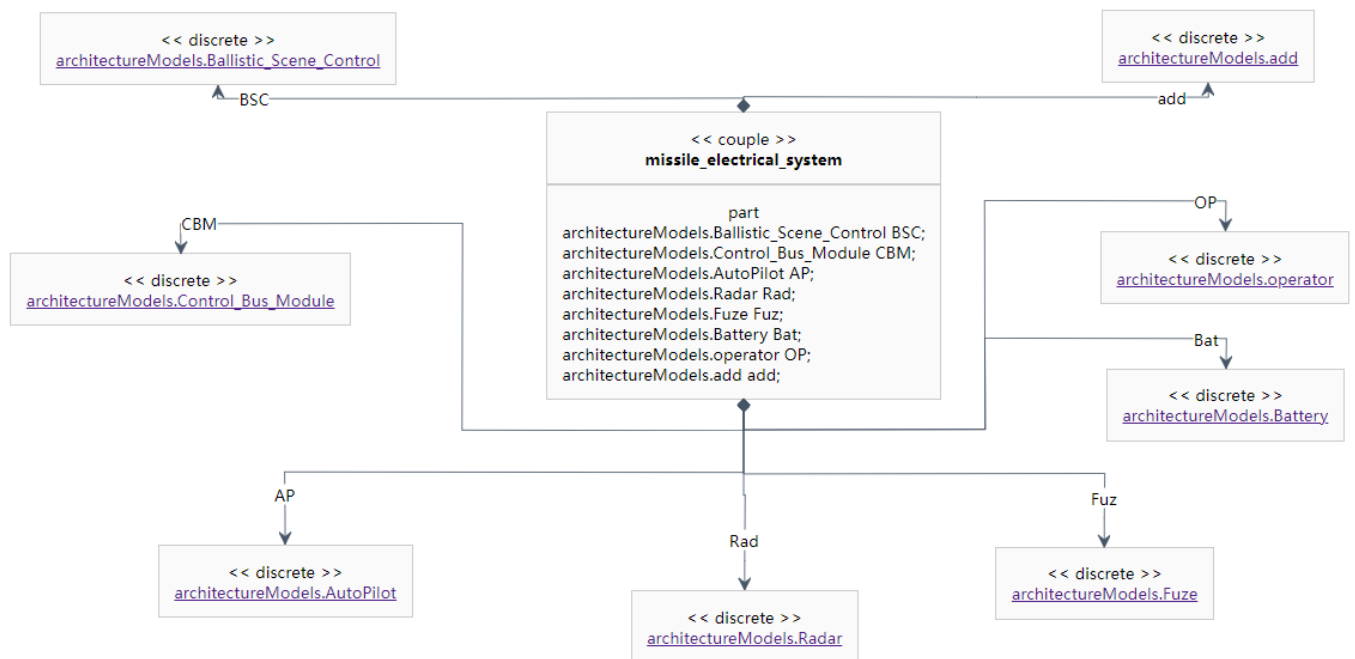 << discrete >>
architectureModels.Ballistic_Scene_Control
<< discrete >>
architectureModels.add
BSC
add
<< couple >>
missile_electrical_system
part
architectureModels.Ballistic_Scene_Control BSC;
architectureModels.Control_Bus_Module CBM;
architectureModels.AutoPilot AP;
architectureModels.Radar Rad;
architectureModels.Fuze Fuz;
architectureModels.Battery Bat;
architectureModels.operator OP;
architectureModels.add add;
CBM
<< discrete >>
architectureModels.Control_Bus_Module
OP
<< discrete >>
architectureModels.operator
Bat
<< discrete >>
architectureModels.Battery
AP
<< discrete >>
architectureModels.AutoPilot
Rad
<< discrete >>
architectureModels.Radar
Fuz
<< discrete >>
architectureModels.Fuze